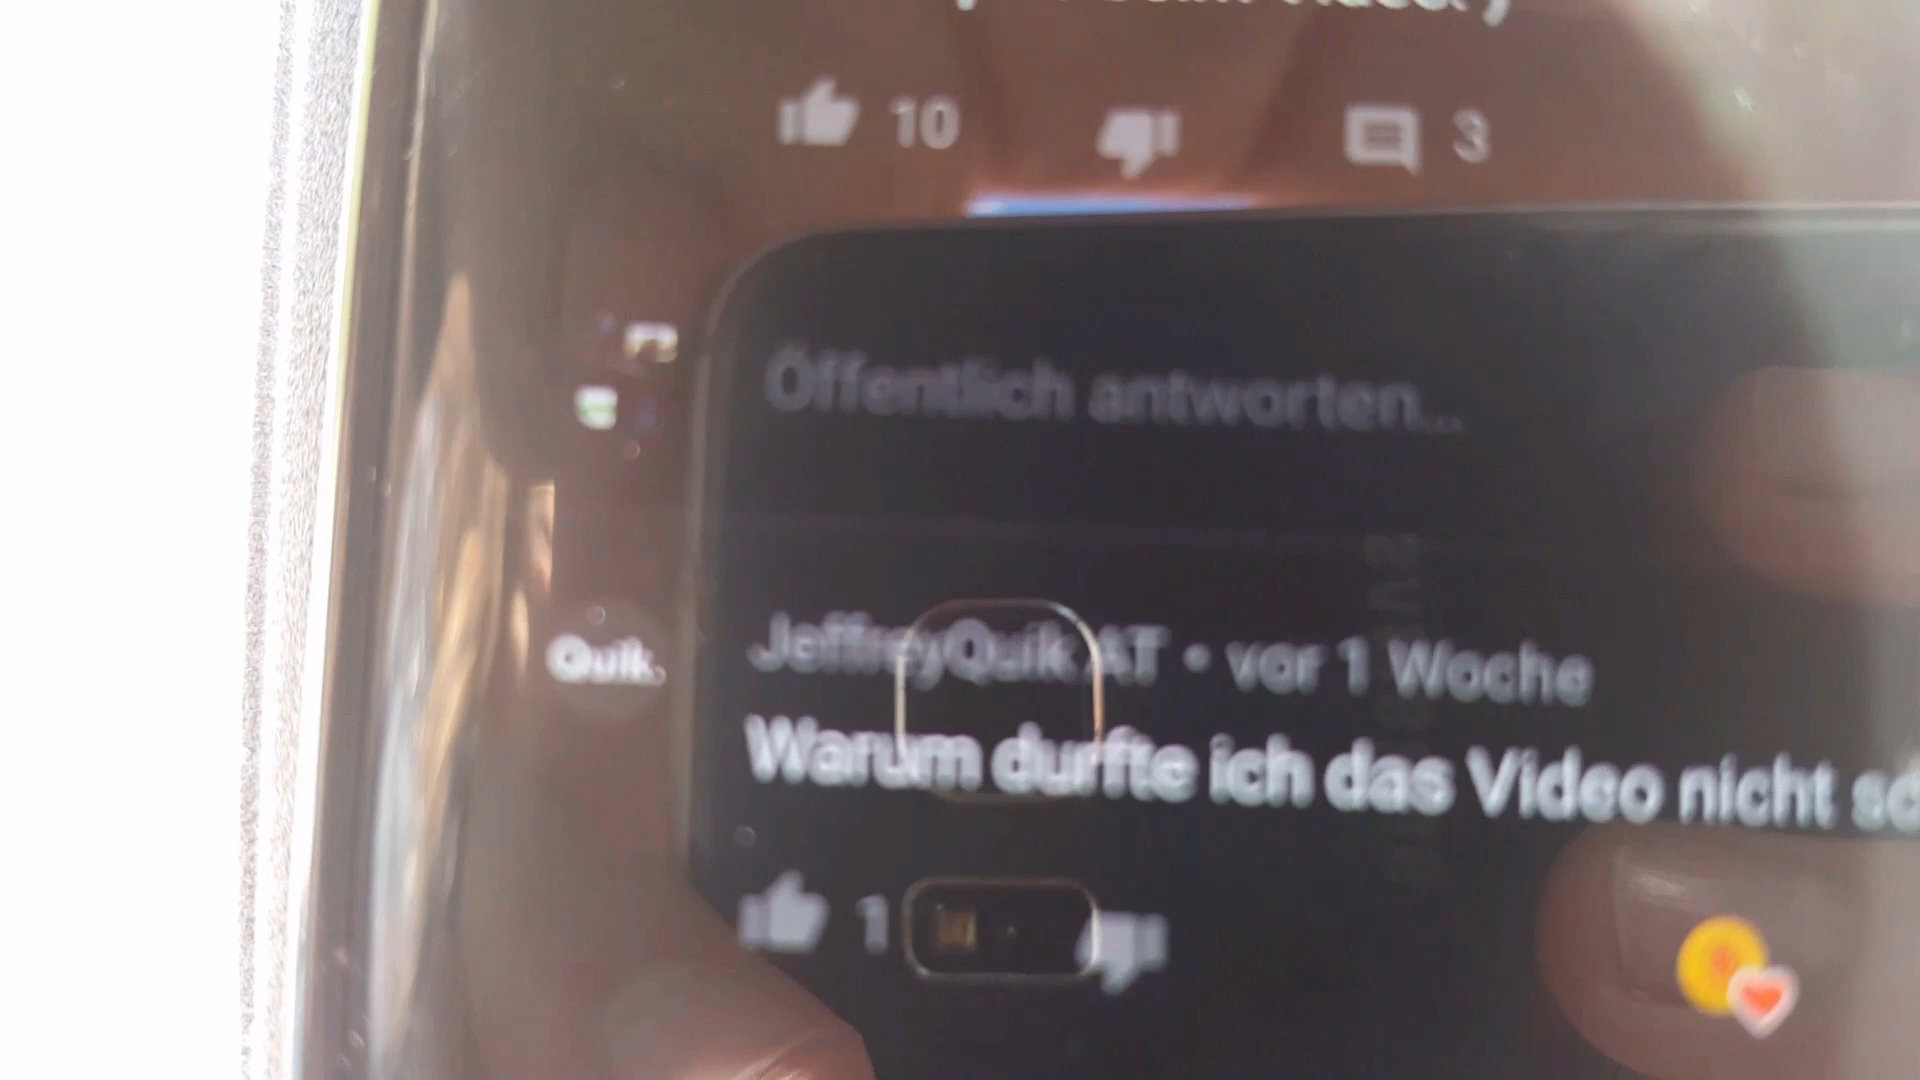 10 3
Öffentlich antworten...
Quik.
JeffreyQuik AT • vor 1 Woche
Warum durfte ich das Video nicht
1